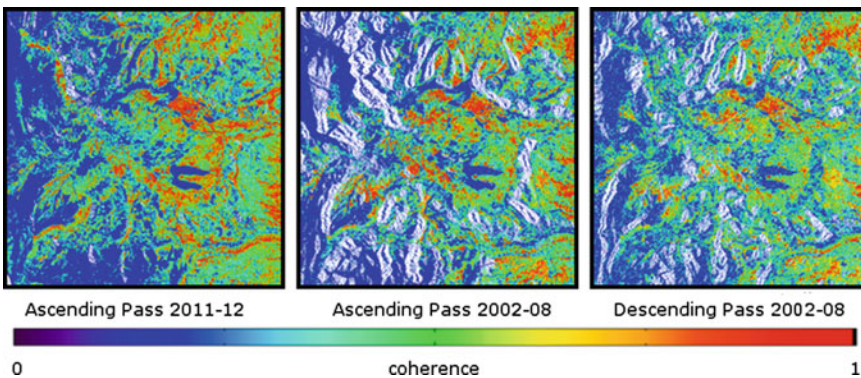 Ascending Pass 2011-12
Ascending Pass 2002-08
Descending Pass 2002-08
0 coherence 1